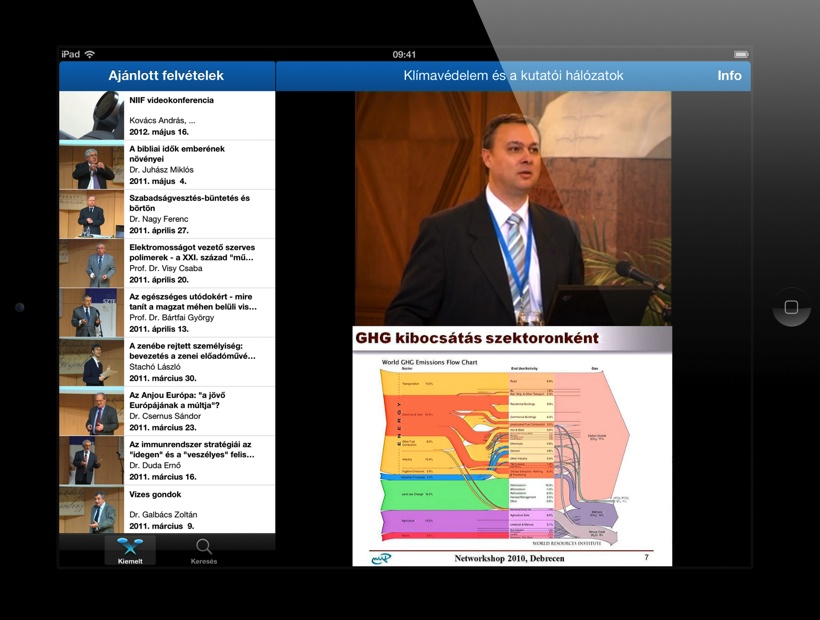 iPad
09:41
Ajánlott felvételek
Klímavédelem és a kutatói hálózatok
Info
NIIF videokonferencia
Kovács András, ...
2012. május 16.
A bibliai idők emberének
növényei
Dr. Juhász Miklós
2011. május 4.
Szabadságvesztés-büntetés és
börtön
Dr. Nagy Ferenc
2011. április 27.
Elektromosságot vezető szerves
polimerek - a XXI. század "mű...
Prof. Dr. Visy Csaba
2011. április 20.
Az egészséges utódokért - mire
tanít a magzat méhen belüli vis...
Prof. Dr. Bártfai György
2011. április 13.
A zenébe rejtett személyiség:
bevezetés a zenei előadóművé...
Stachó László
2011. március 30.
Az Anjou Európa: "a jövő
Európájának a múltja"?
Dr. Csernus Sándor
2011. március 23.
Az immunrendszer stratégiái az
"idegen" és a "veszélyes" felis...
Dr. Duda Ernő
2011. március 16.
Vizes gondok
Dr. Galbács Zoltán
2011. március 9.
Kiemelt
Keresés
GHG kibocsátás szektoronként
World GHG Emissions Flow Chart
Sector
End Use/Activity
Gas
ENERGY
WORLD RESOURCES INSTITUTE
Networkshop 2010, Debrecen
7